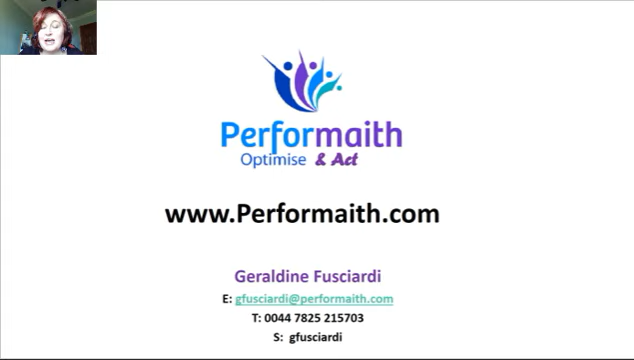 Performaith
Optimise & Act
www.Performaith.com
Geraldine Fusciardi
E: gfusciardi@performaith.com
T: 0044 7825 215703
S: gfusciardi